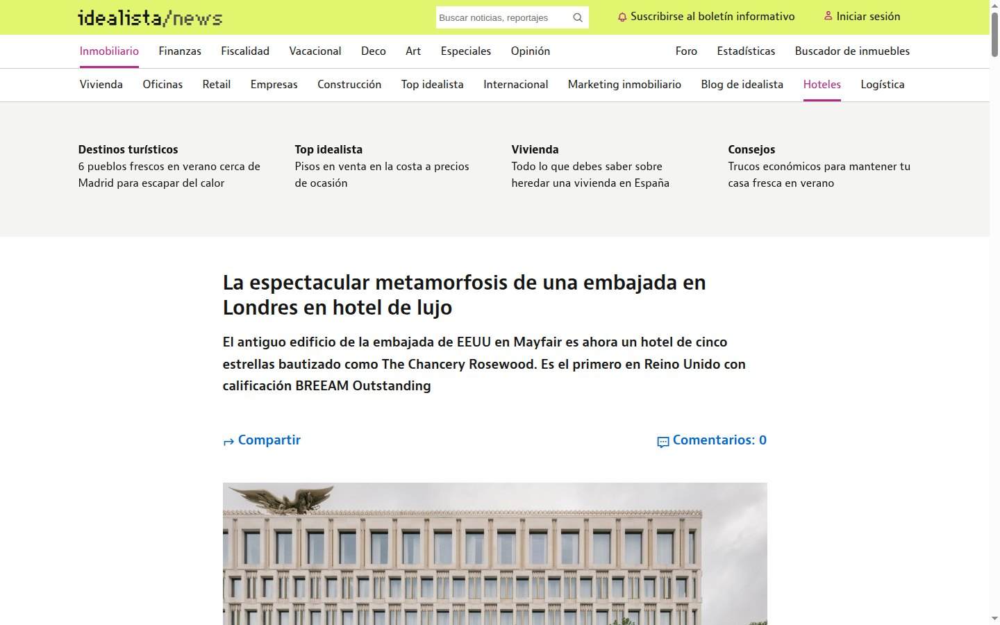 idealista/news
Buscar noticias, reportajes
Suscribirse al boletín informativo
Iniciar sesión
Inmobiliario Finanzas Fiscalidad Vacacional Deco Art Especiales Opinión Foro Estadísticas Buscador de inmuebles
Vivienda Oficinas Retail Empresas Construcción Top idealista Internacional Marketing inmobiliario Blog de idealista Hoteles Logística
Destinos turísticos
6 pueblos frescos en verano cerca de
Madrid para escapar del calor
Top idealista
Pisos en venta en la costa a precios
de ocasión
Vivienda
Todo lo que debes saber sobre
heredar una vivienda en España
Consejos
Trucos económicos para mantener tu
casa fresca en verano
La espectacular metamorfosis de una embajada en
Londres en hotel de lujo
El antiguo edificio de la embajada de EEUU en Mayfair es ahora un hotel de cinco
estrellas bautizado como The Chancery Rosewood. Es el primero en Reino Unido con
calificación BREEAM Outstanding
Compartir
Comentarios: 0